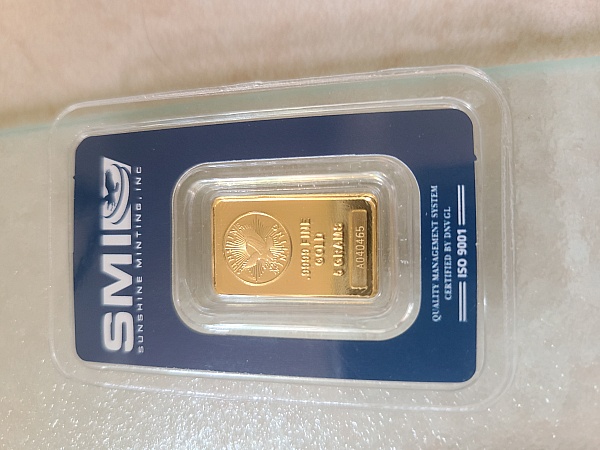 SMI
SUNSHINE MINTING, INC
.9999 FINE
GOLD
5 GRAMS
A040465
QUALITY MANAGEMENT SYSTEM
CERTIFIED BY DNV GL
ISO 9001